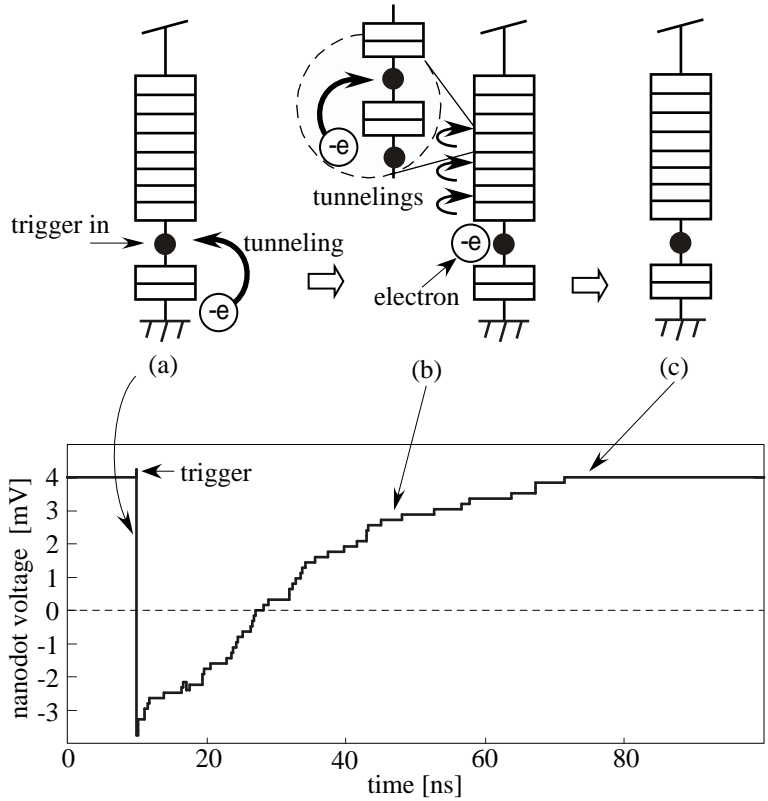 -e
tunnelings
trigger in
tunneling
-e
-e
electron
(a)
(b)
(c)
trigger
nanodot voltage [mV]
4
3
2
1
0
-1
-2
-3
0
20
40
60
80
time [ns]